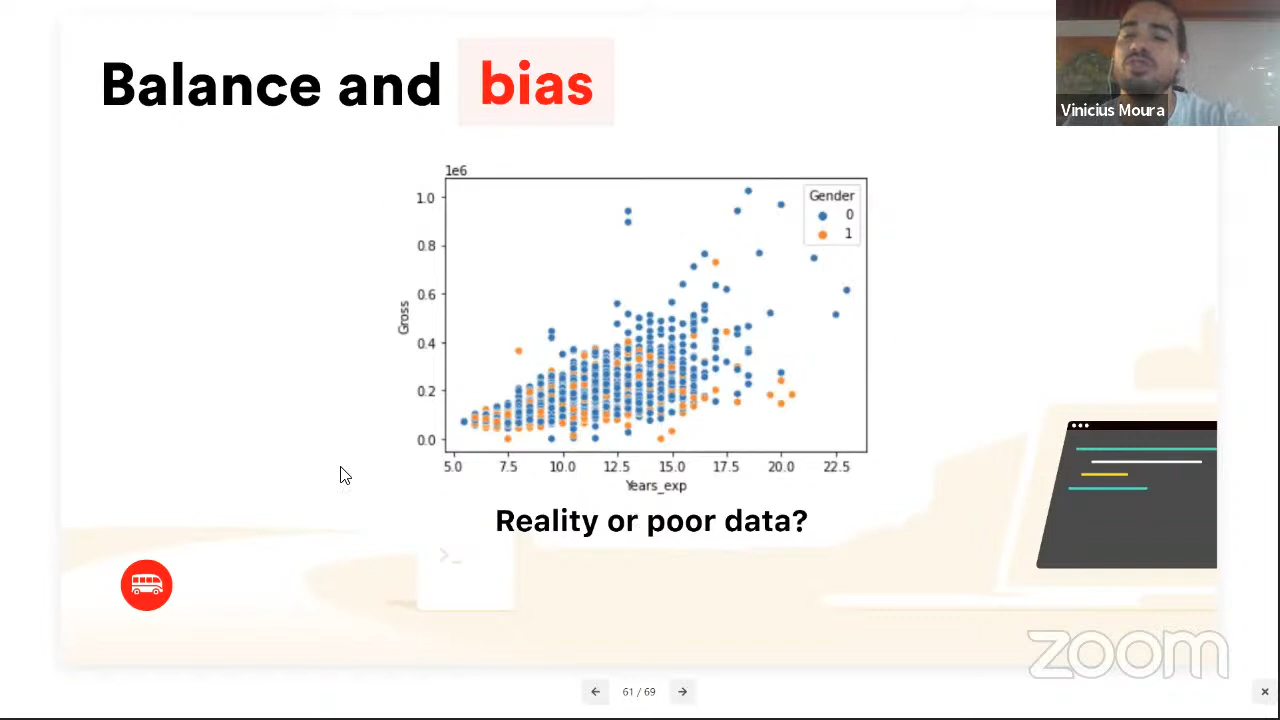 Balance and bias
Vinicius Moura
1e6
Gender
0
1
1.0
0.8
0.6
0.4
0.2
0.0
Gross
5.0 7.5 10.0 12.5 15.0 17.5 20.0 22.5
Years_exp
Reality or poor data?
>_
zoom
61 / 69